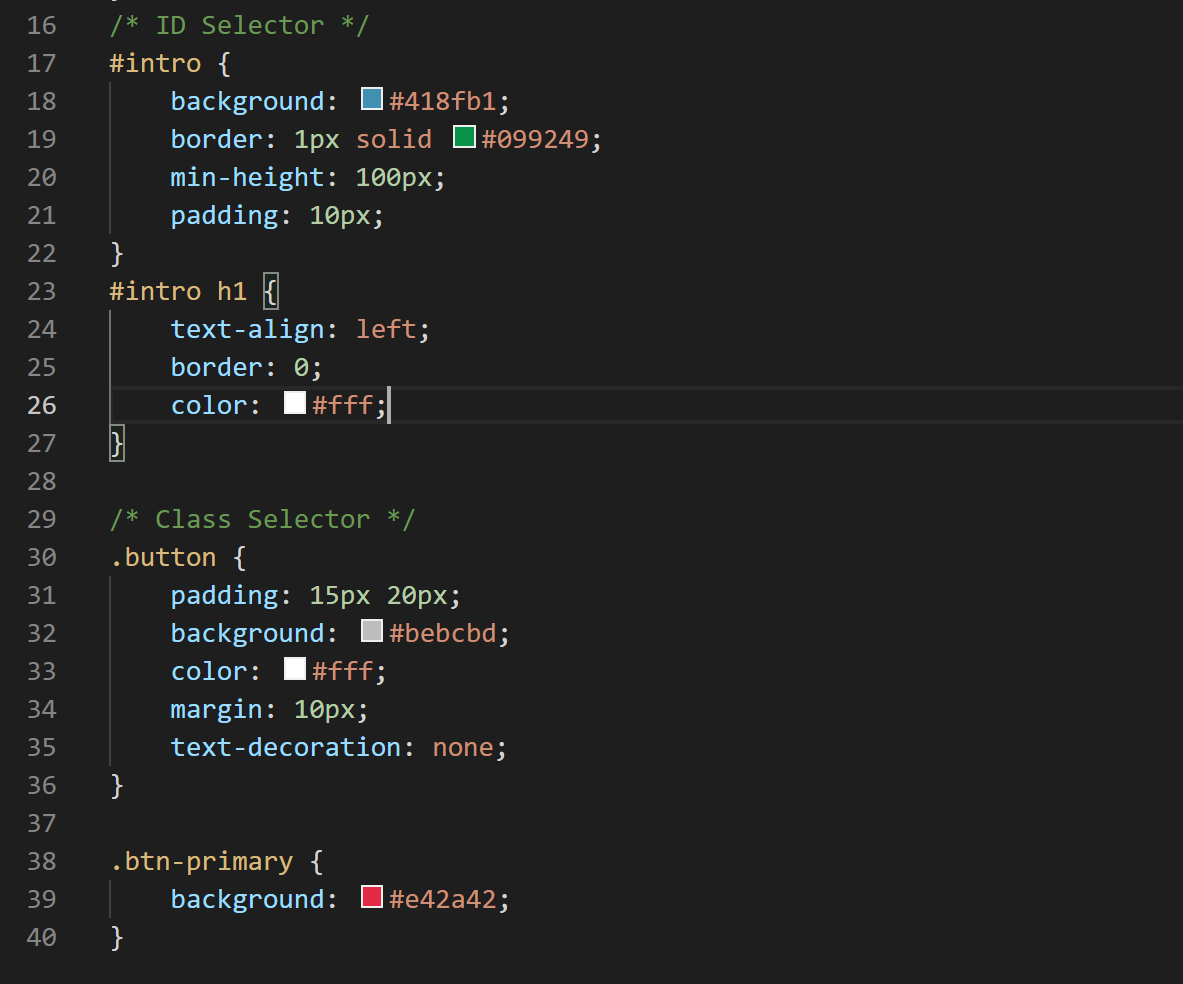 16 /* ID Selector */
17 #intro {
18     background: #418fb1;
19     border: 1px solid #099249;
20     min-height: 100px;
21     padding: 10px;
22 }
23 #intro h1 {
24     text-align: left;
25     border: 0;
26     color: #fff;
27 }
28
29 /* Class Selector */
30 .button {
31     padding: 15px 20px;
32     background: #bebcbd;
33     color: #fff;
34     margin: 10px;
35     text-decoration: none;
36 }
37
38 .btn-primary {
39     background: #e42a42;
40 }